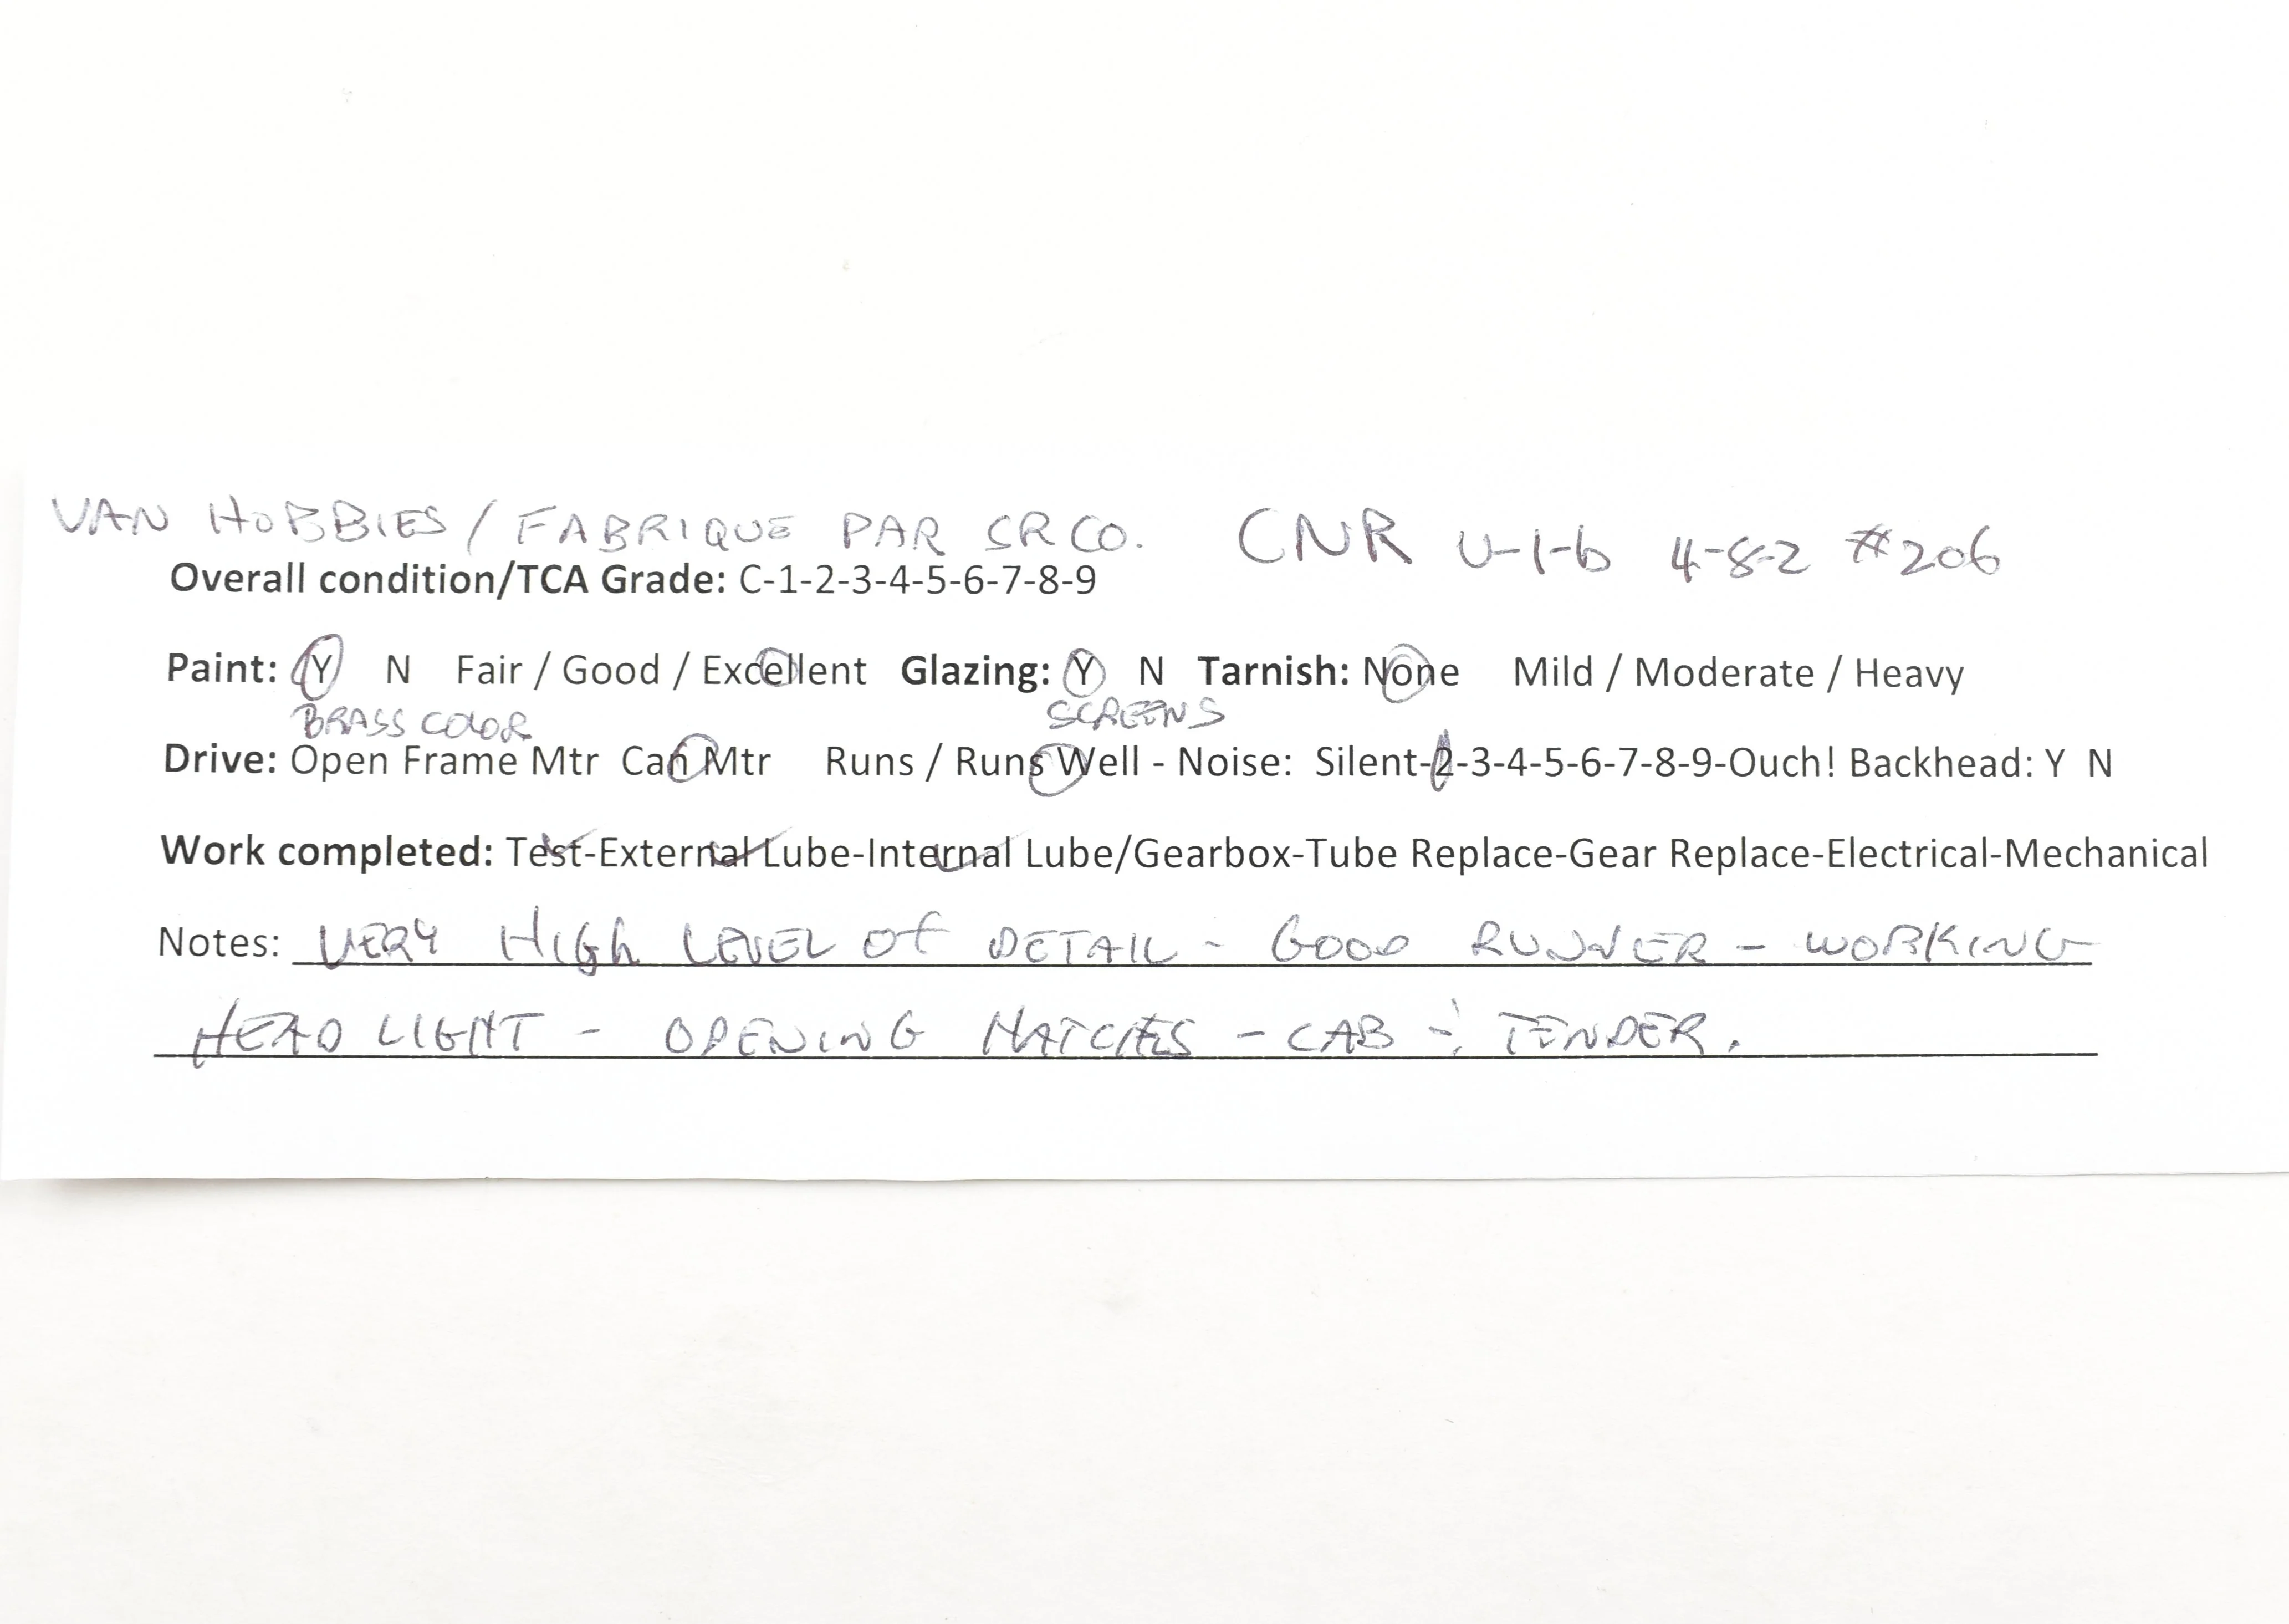 VAN HOBBIES / FABRIQUE PAR SR CO. CNR U-1-b 4-8-2 #206
Overall condition/TCA Grade: C-1-2-3-4-5-6-7-8-9
Paint: Y N Fair / Good / Excellent Glazing: Y N Tarnish: None Mild / Moderate / Heavy
BRASS COLOR SCREENS
Drive: Open Frame Mtr Can Mtr Runs / Runs Well - Noise: Silent-2-3-4-5-6-7-8-9-Ouch! Backhead: Y N
Work completed: Test-External Lube-Internal Lube/Gearbox-Tube Replace-Gear Replace-Electrical-Mechanical
Notes: VERY HIGH LEVEL OF DETAIL - GOOD RUNNER - WORKING
HEAD LIGHT - OPENING HATCHES - CAB & TENDER.